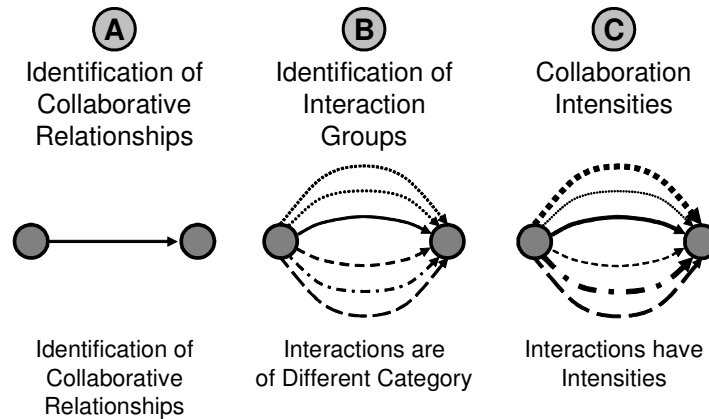 A
Identification of
Collaborative
Relationships
Identification of
Collaborative
Relationships
B
Identification of
Interaction
Groups
Interactions are
of Different Category
C
Collaboration
Intensities
Interactions have
Intensities